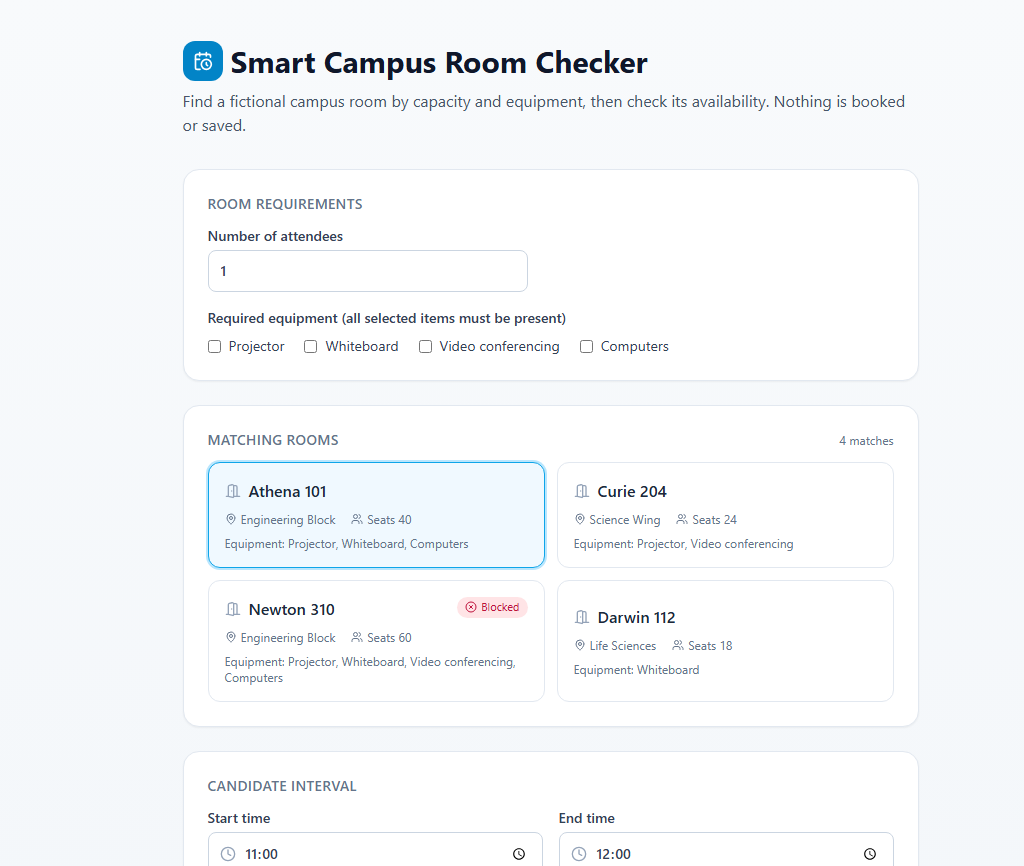 Smart Campus Room Checker
Find a fictional campus room by capacity and equipment, then check its availability. Nothing is booked
or saved.
ROOM REQUIREMENTS
Number of attendees
1
Required equipment (all selected items must be present)
Projector Whiteboard Video conferencing Computers
MATCHING ROOMS 4 matches
Athena 101
Engineering Block Seats 40
Equipment: Projector, Whiteboard, Computers
Curie 204
Science Wing Seats 24
Equipment: Projector, Video conferencing
Newton 310 Blocked
Engineering Block Seats 60
Equipment: Projector, Whiteboard, Video conferencing,
Computers
Darwin 112
Life Sciences Seats 18
Equipment: Whiteboard
CANDIDATE INTERVAL
Start time End time
11:00 12:00